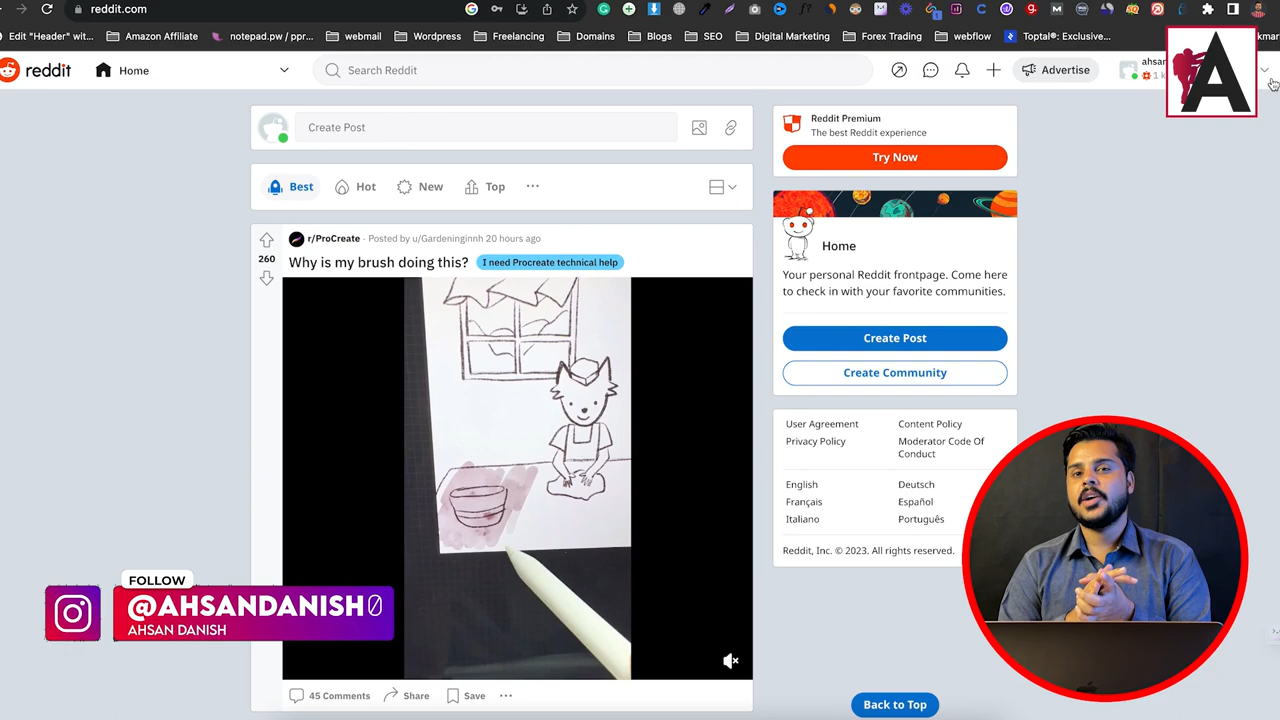 reddit.com
Edit "Header" wit...
Amazon Affiliate
notepad.pw / ppr...
webmail
Wordpress
Freelancing
Domains
Blogs
SEO
Digital Marketing
Forex Trading
webflow
Toptal®: Exclusive...
reddit
Home
Search Reddit
Advertise
ahsan
A
Create Post
Best
Hot
New
Top
260
r/ProCreate · Posted by u/Gardeninginnh 20 hours ago
Why is my brush doing this?
I need Procreate technical help
45 Comments
Share
Save
Reddit Premium
The best Reddit experience
Try Now
Home
Your personal Reddit frontpage. Come here
to check in with your favorite communities.
Create Post
Create Community
User Agreement
Content Policy
Privacy Policy
Moderator Code Of
Conduct
English
Deutsch
Français
Español
Italiano
Português
Reddit, Inc. © 2023. All rights reserved.
Back to Top
FOLLOW
@AHSANDANISH0
AHSAN DANISH